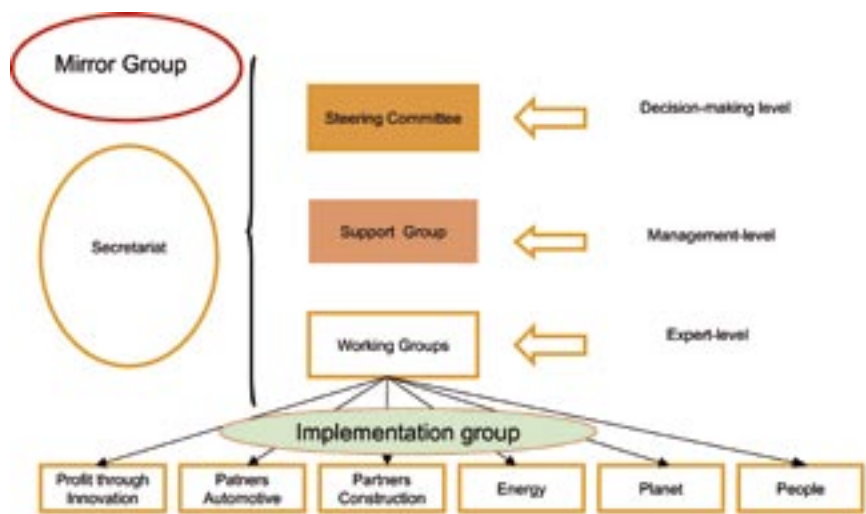 Mirror Group
Steering Committee
Decision-making level
Secretariat
Support Group
Management-level
Working Groups
Expert-level
Implementation group
Profit through
Innovation
Patners
Automotive
Partners
Construction
Energy
Planet
People